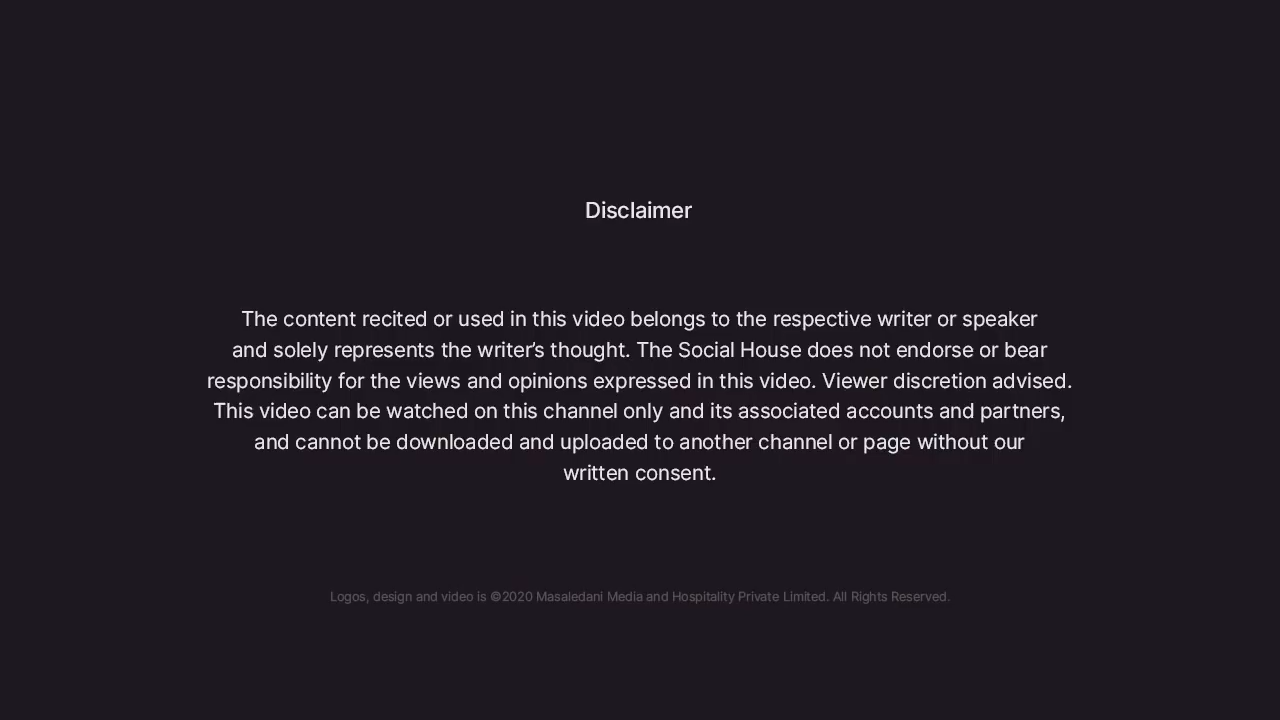 Disclaimer
The content recited or used in this video belongs to the respective writer or speaker
and solely represents the writer’s thought. The Social House does not endorse or bear
responsibility for the views and opinions expressed in this video. Viewer discretion advised.
This video can be watched on this channel only and its associated accounts and partners,
and cannot be downloaded and uploaded to another channel or page without our
written consent.
Logos, design and video is ©2020 Masaledani Media and Hospitality Private Limited. All Rights Reserved.